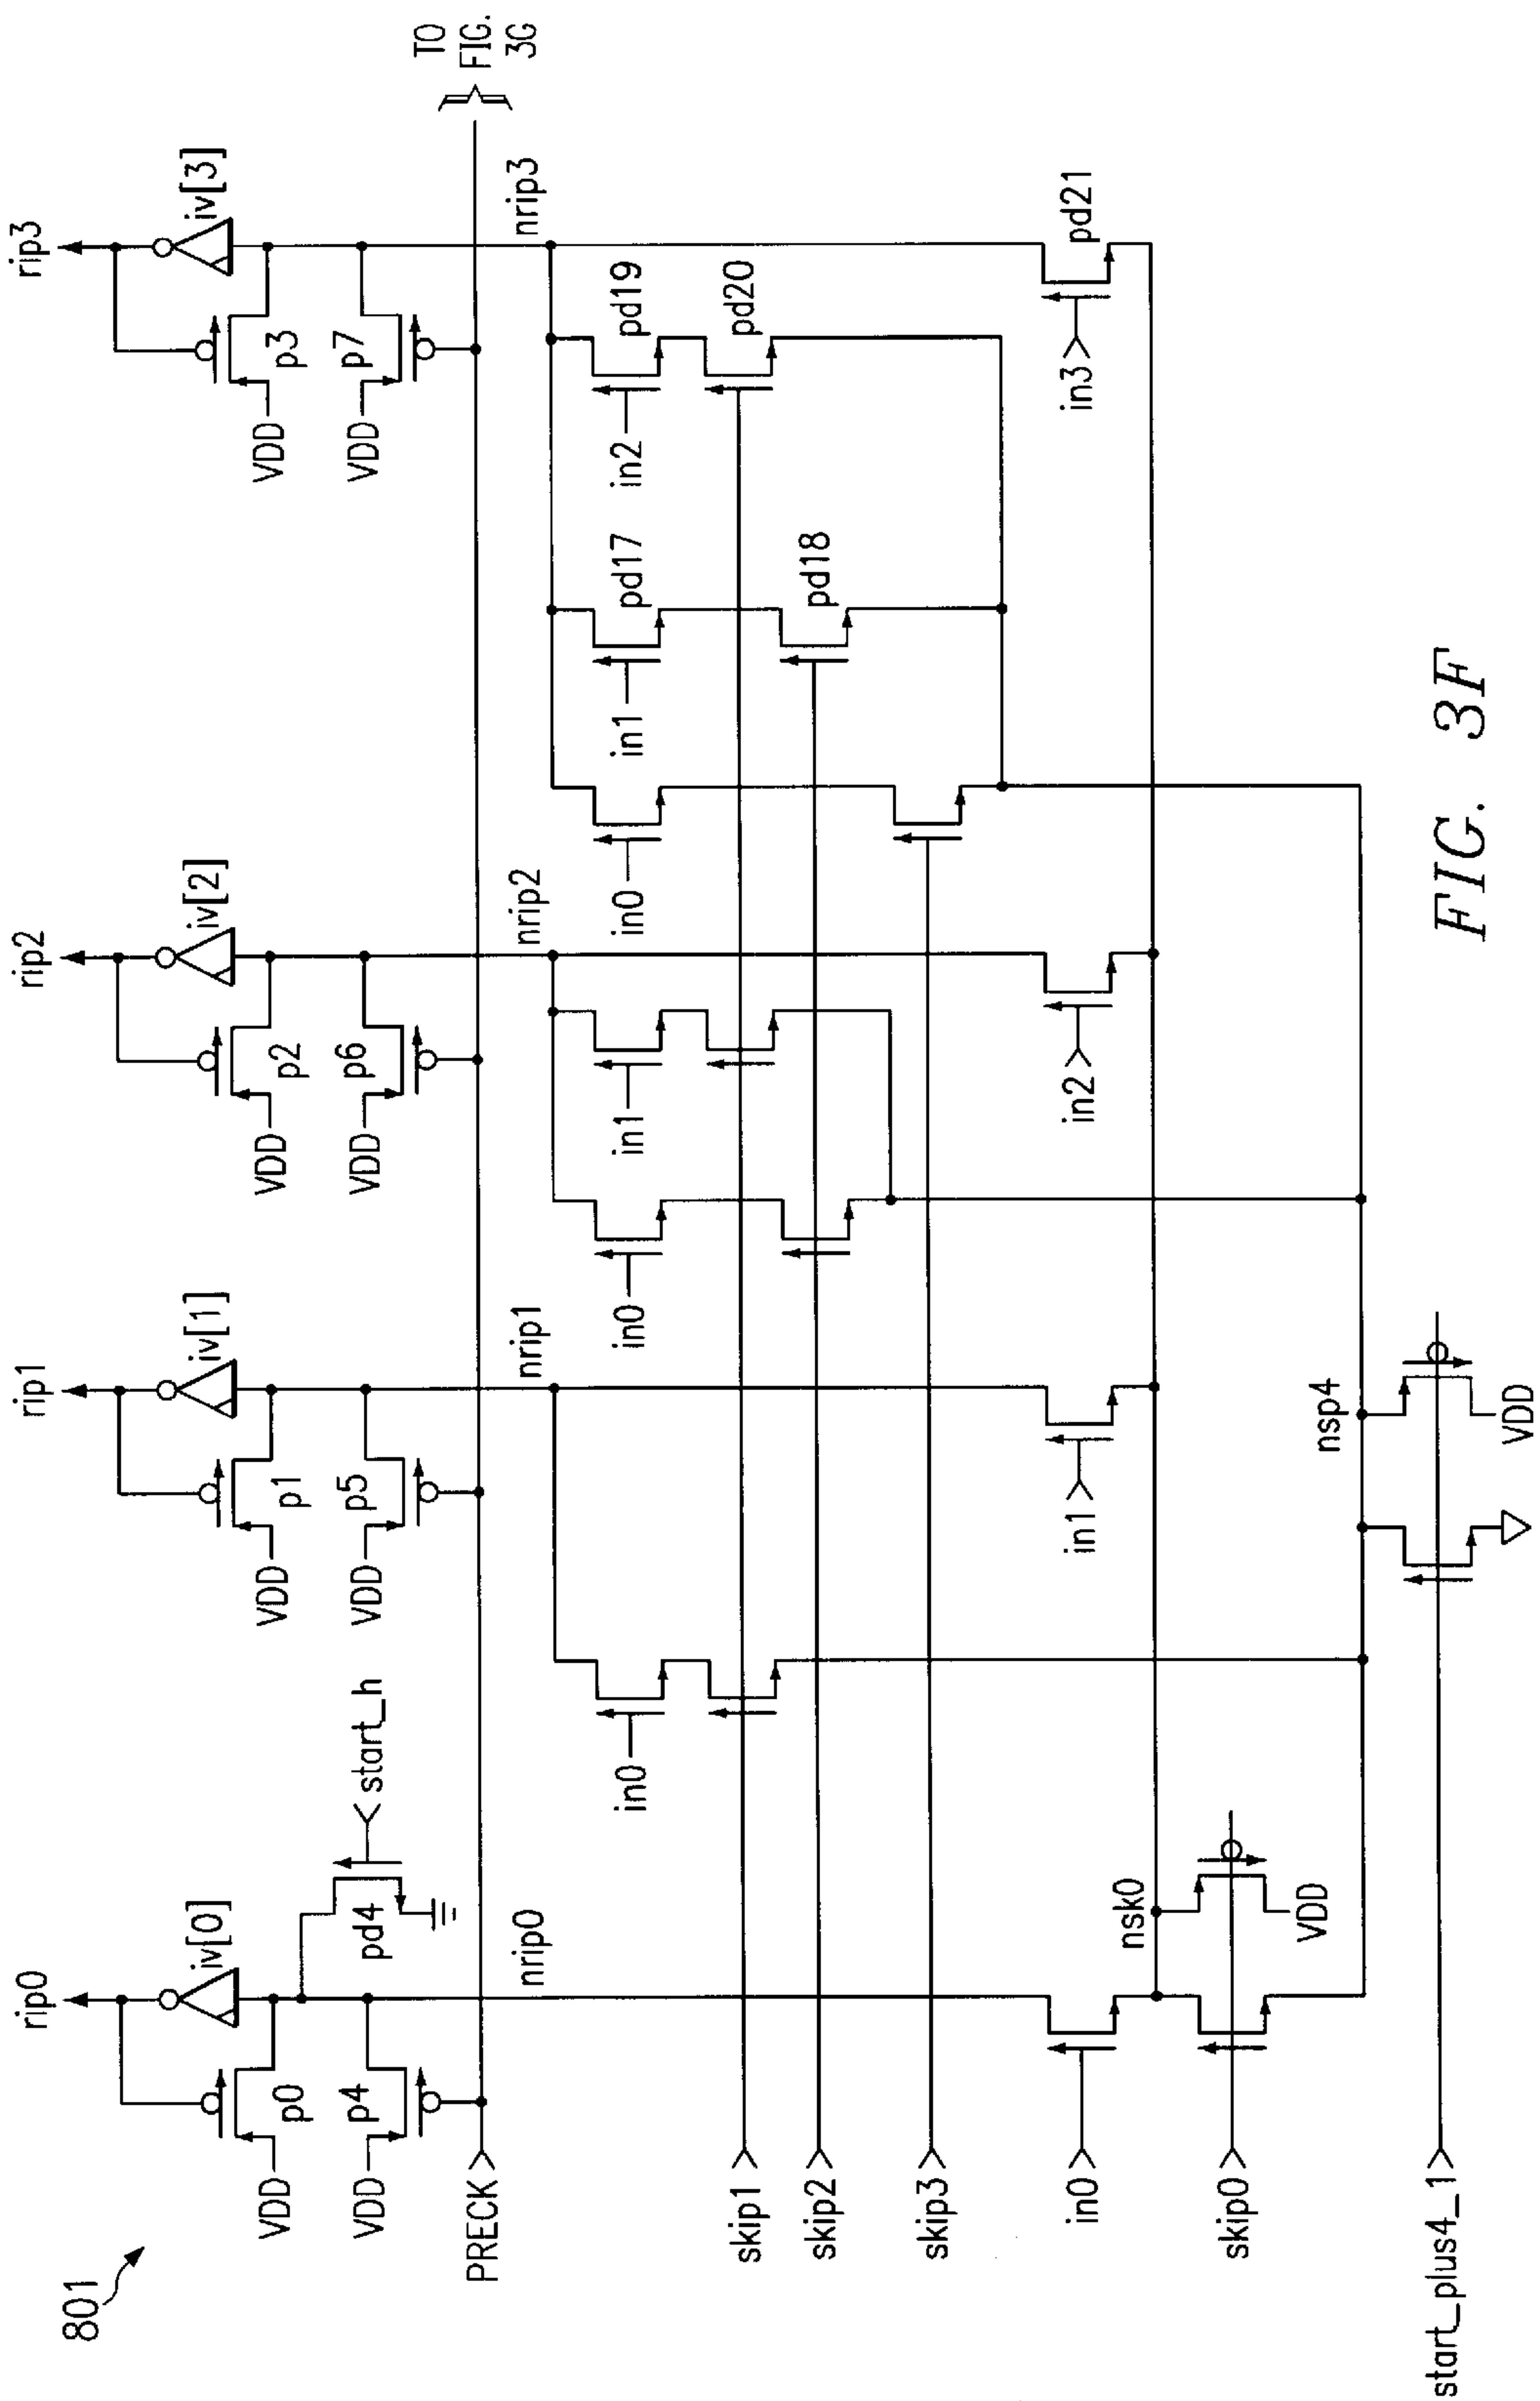 801
rip0
rip1
rip2
rip3
iv[0]
iv[1]
iv[2]
iv[3]
VDD
p0
VDD
p1
VDD
p2
VDD
p3
VDD
p4
pd4
start_h
VDD
p5
VDD
p6
VDD
p7
PRECK
TO
FIG.
3G
nrip0
nrip1
nrip2
nrip3
in0
in0
in1
in0
in1
pd17
in2
pd19
skip1
pd20
skip2
pd18
skip3
in0
in1
in2
in3
pd21
nsk0
skip0
VDD
nsp4
start_plus4_1
VDD
FIG. 3F